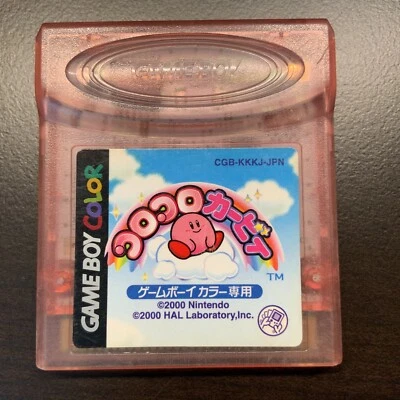 GAME BOY
CGB-KKKJ-JPN
GAME BOY COLOR
コロコロカービィ
TM
ゲームボーイカラー専用
©2000 Nintendo
©2000 HAL Laboratory,Inc.